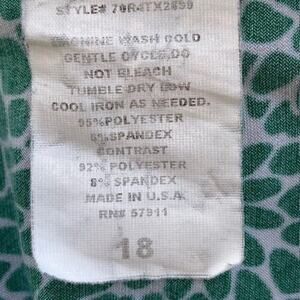 STYLE# 70R4TX2699
MACHINE WASH COLD
GENTLE CYCLE,DO
NOT BLEACH
TUMBLE DRY LOW
COOL IRON AS NEEDED.
95%POLYESTER
5%SPANDEX
CONTRAST
92% POLYESTER
8% SPANDEX
MADE IN U.S.A.
RN# 57911
18